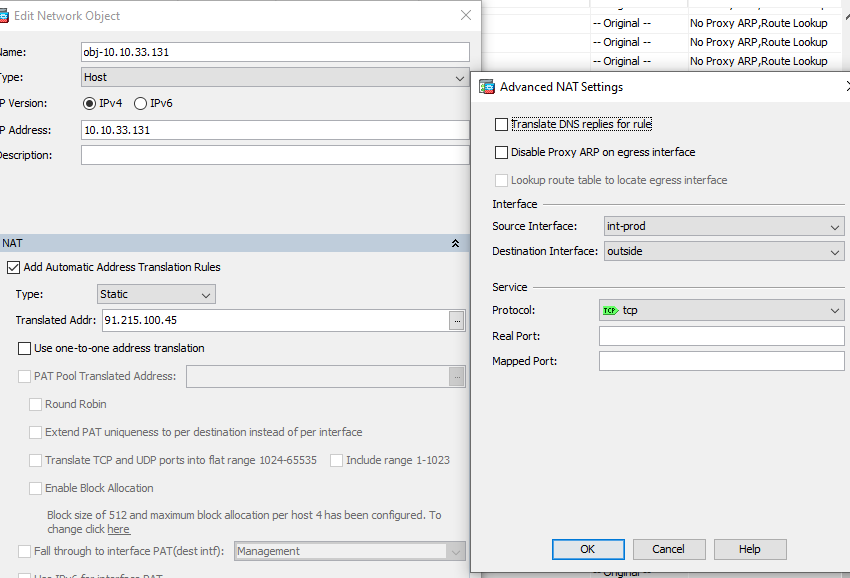 Edit Network Object
Name:
obj-10.10.33.131
Type:
Host
IP Version:
IPv4
IPv6
IP Address:
10.10.33.131
Description:
NAT
Add Automatic Address Translation Rules
Type:
Static
Translated Addr:
91.215.100.45
...
Use one-to-one address translation
PAT Pool Translated Address:
...
Round Robin
Extend PAT uniqueness to per destination instead of per interface
Translate TCP and UDP ports into flat range 1024-65535
Include range 1-1023
Enable Block Allocation
Block size of 512 and maximum block allocation per host 4 has been configured. To
change click here
Fall through to interface PAT(dest intf):
Management
Use IPv6 for interface PAT
-- Original --
No Proxy ARP,Route Lookup
-- Original --
No Proxy ARP,Route Lookup
-- Original --
No Proxy ARP,Route Lookup
Advanced NAT Settings
Translate DNS replies for rule
Disable Proxy ARP on egress interface
Lookup route table to locate egress interface
Interface
Source Interface:
int-prod
Destination Interface:
outside
Service
Protocol:
TCP
tcp
Real Port:
Mapped Port:
OK
Cancel
Help
-- Original --